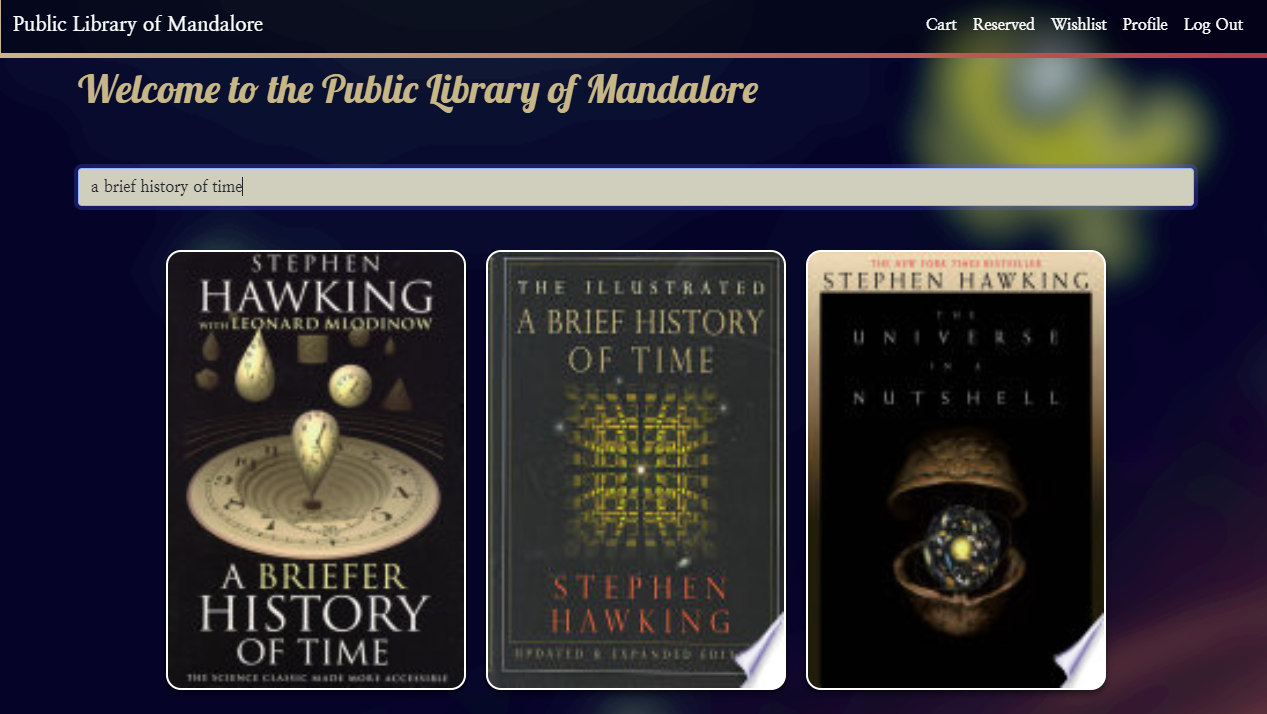 Public Library of Mandalore
Cart Reserved Wishlist Profile Log Out
Welcome to the Public Library of Mandalore
a brief history of time
STEPHEN
HAWKING
WITH LEONARD MLODINOW
A BRIEFER
HISTORY
OF TIME
THE SCIENCE CLASSIC MADE MORE ACCESSIBLE
THE ILLUSTRATED
A BRIEF HISTORY
OF TIME
STEPHEN
HAWKING
UPDATED & EXPANDED
THE NEW YORK TIMES BESTSELLER
STEPHEN HAWKING
THE
UNIVERSE
IN A
NUTSHELL